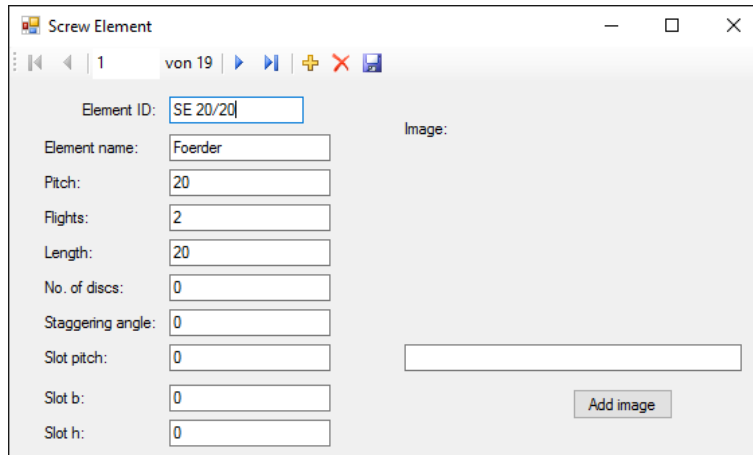 Screw Element
1 von 19
Element ID: SE 20/20
Image:
Element name: Foerder
Pitch: 20
Flights: 2
Length: 20
No. of discs: 0
Staggering angle: 0
Slot pitch: 0
Slot b: 0
Add image
Slot h: 0